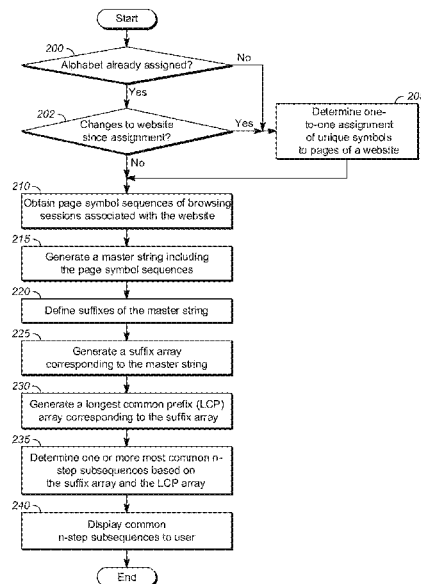 Start
200
Alphabet already assigned?
No
Yes
202
Changes to website
since assignment?
Yes
No
Determine one-
to-one assignment
of unique symbols
to pages of a website
210
Obtain page symbol sequences of browsing
sessions associated with the website
215
Generate a master string including
the page symbol sequences
220
Define suffixes of the master string
225
Generate a suffix array
corresponding to the master string
230
Generate a longest common prefix (LCP)
array corresponding to the suffix array
235
Determine one or more most common n-
step subsequences based on
the suffix array and the LCP array
240
Display common
n-step subsequences to user
End